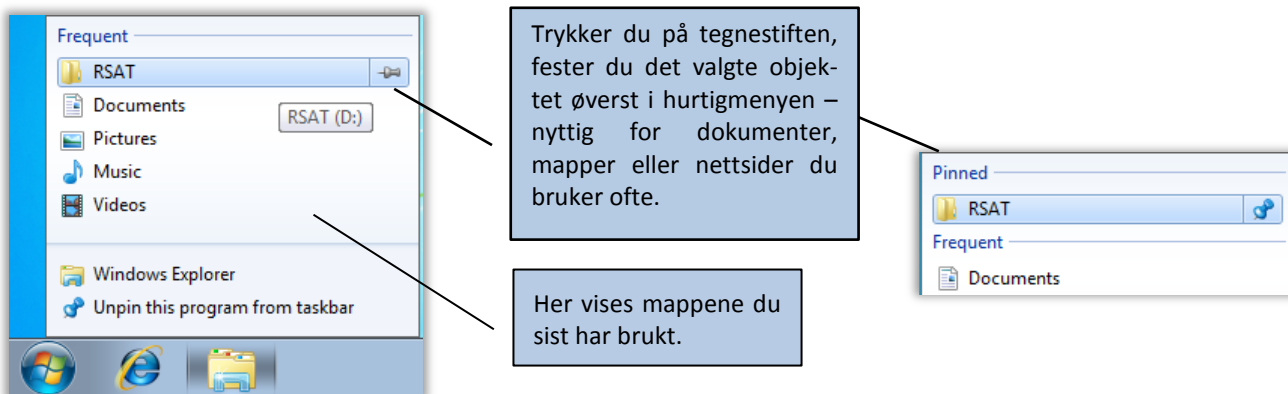 Frequent
RSAT
Documents
RSAT (D:)
Pictures
Music
Videos
Windows Explorer
Unpin this program from taskbar
Trykker du på tegnestiften,
fester du det valgte objek-
tet øverst i hurtigmenyen –
nyttig for dokumenter,
mapper eller nettsider du
bruker ofte.
Her vises mappene du
sist har brukt.
Pinned
RSAT
Frequent
Documents